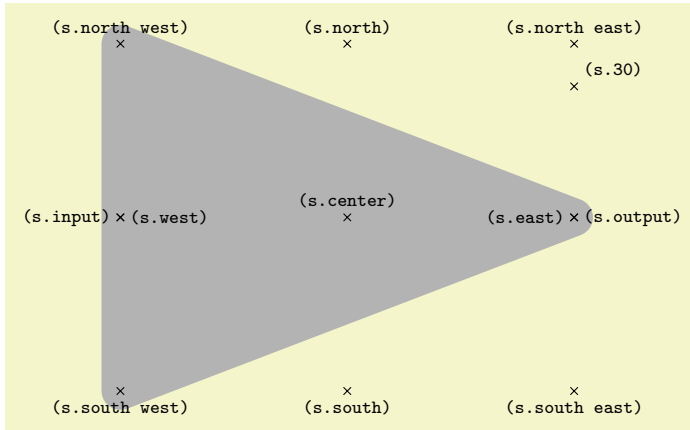 (s.north west) (s.north) (s.north east)
(s.30)
(s.center)
(s.input) (s.west) (s.east) (s.output)
(s.south west) (s.south) (s.south east)